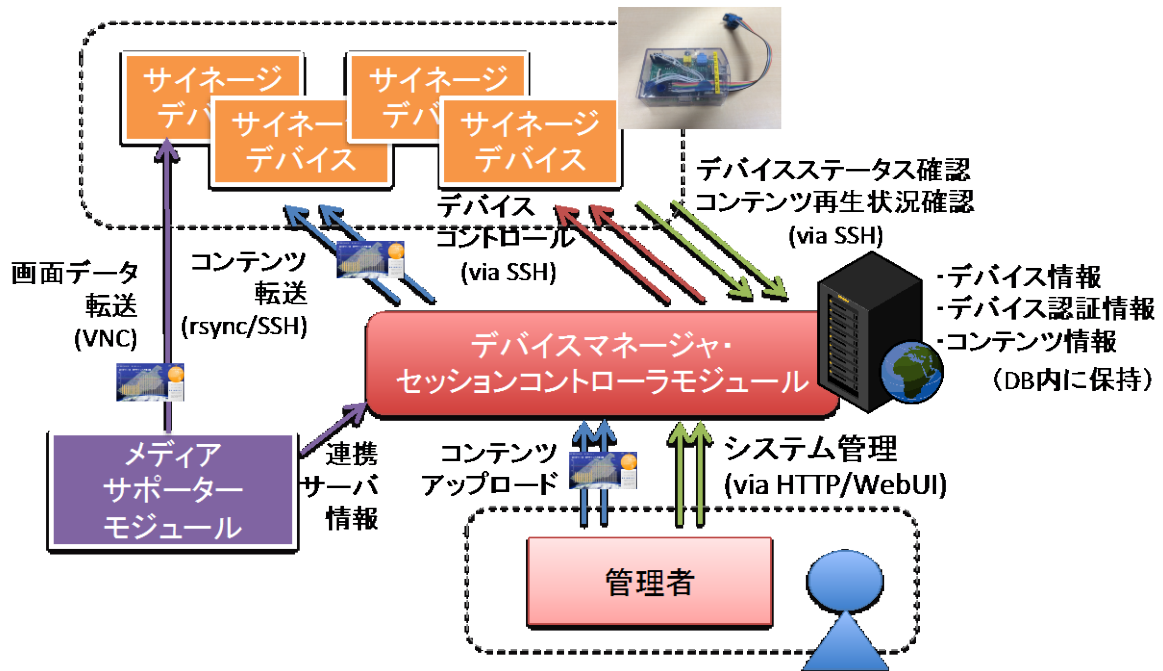 サイネージ
デバイス
サイネージ
デバイス
サイネージ
デバイス
サイネージ
デバイス
デバイスステータス確認
コンテンツ再生状況確認
(via SSH)
デバイス
コントロール
(via SSH)
コンテンツ
転送
(rsync/SSH)
画面データ
転送
(VNC)
デバイスマネージャ・
セッションコントローラモジュール
・デバイス情報
・デバイス認証情報
・コンテンツ情報
(DB内に保持)
メディア
サポーター
モジュール
連携
サーバ
情報
コンテンツ
アップロード
システム管理
(via HTTP/WebUI)
管理者